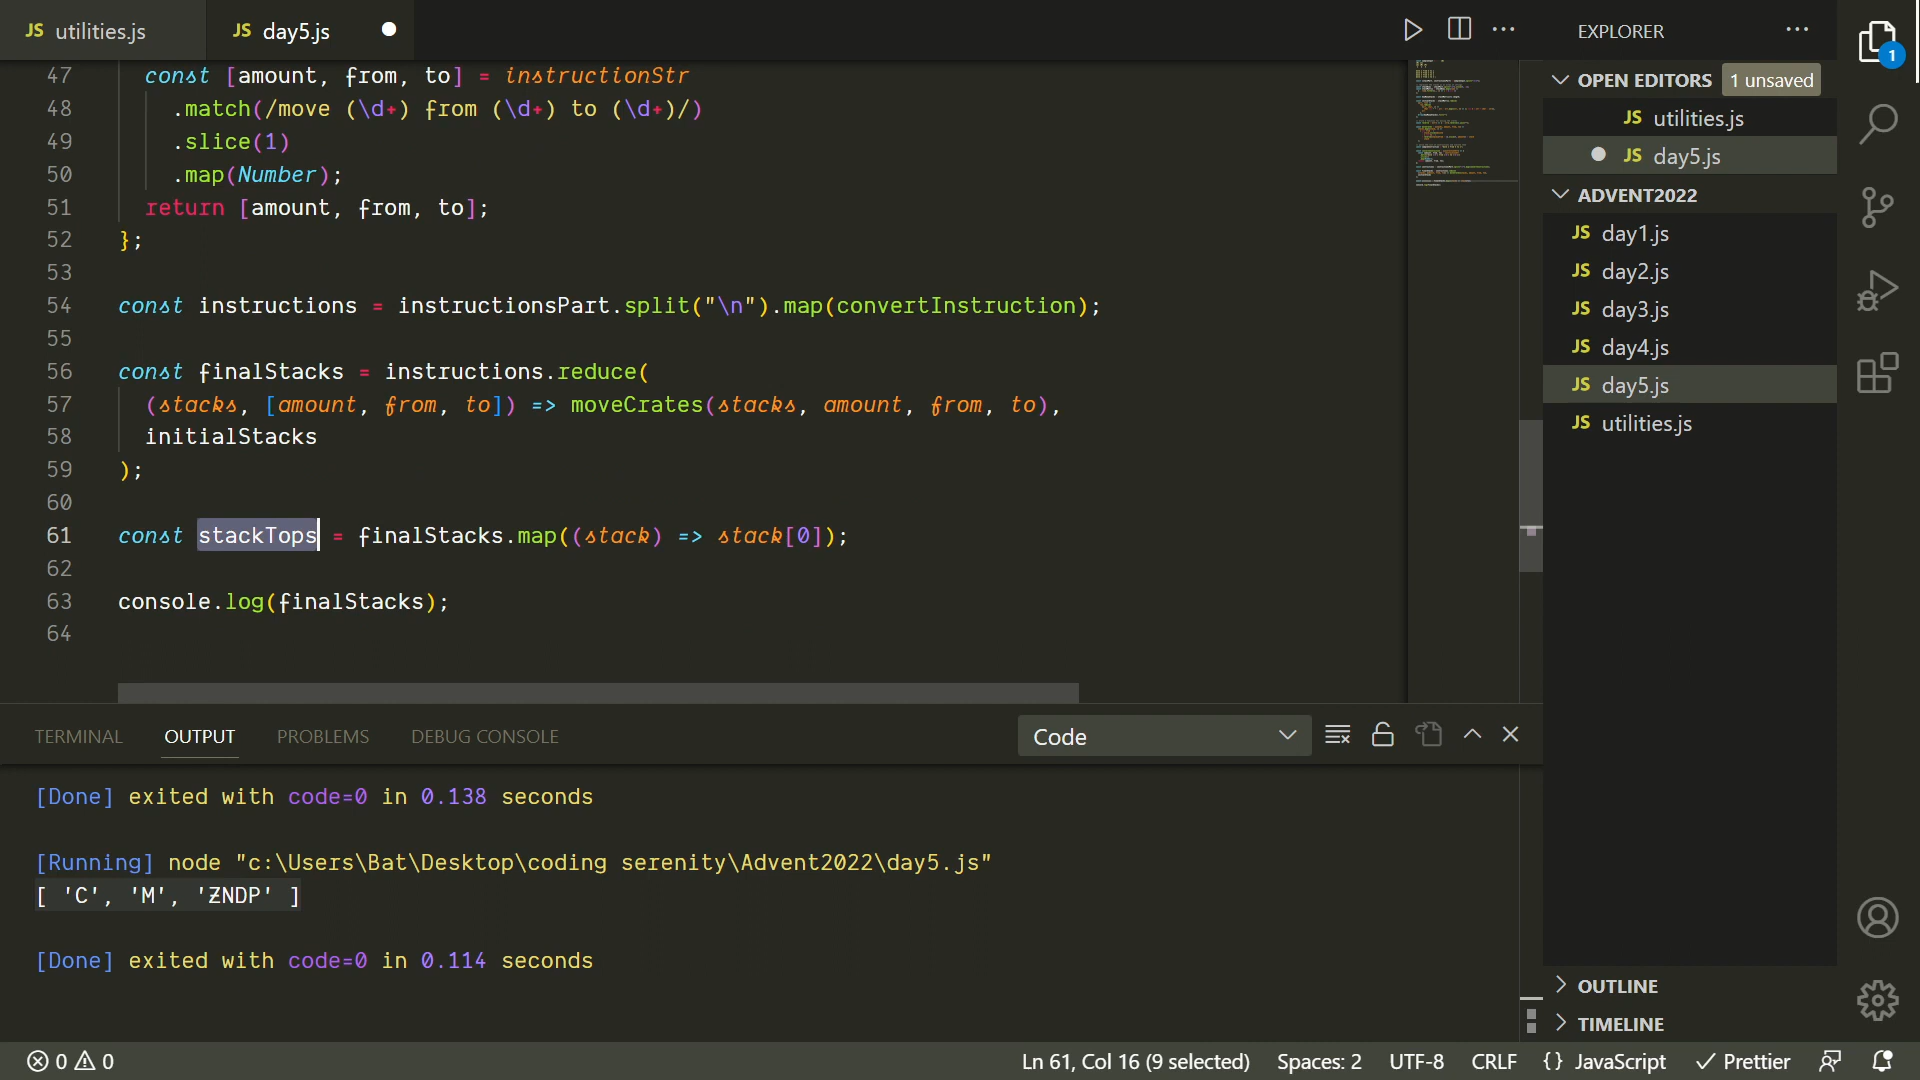 JS utilities.js
JS day5.js
EXPLORER
47 const [amount, from, to] = instructionStr
48 .match(/move (\d+) from (\d+) to (\d+)/)
49 .slice(1)
50 .map(Number);
51 return [amount, from, to];
52 };
53
54 const instructions = instructionsPart.split("\n").map(convertInstruction);
55
56 const finalStacks = instructions.reduce(
57 (stacks, [amount, from, to]) => moveCrates(stacks, amount, from, to),
58 initialStacks
59 );
60
61 const stackTops = finalStacks.map((stack) => stack[0]);
62
63 console.log(finalStacks);
64
OPEN EDITORS 1 unsaved
JS utilities.js
JS day5.js
ADVENT2022
JS day1.js
JS day2.js
JS day3.js
JS day4.js
JS day5.js
JS utilities.js
1
TERMINAL OUTPUT PROBLEMS DEBUG CONSOLE Code
[Done] exited with code=0 in 0.138 seconds
[Running] node "c:\Users\Bat\Desktop\coding serenity\Advent2022\day5.js"
[ 'C', 'M', 'ZNDP' ]
[Done] exited with code=0 in 0.114 seconds
OUTLINE
TIMELINE
0 0 Ln 61, Col 16 (9 selected) Spaces: 2 UTF-8 CRLF {} JavaScript Prettier